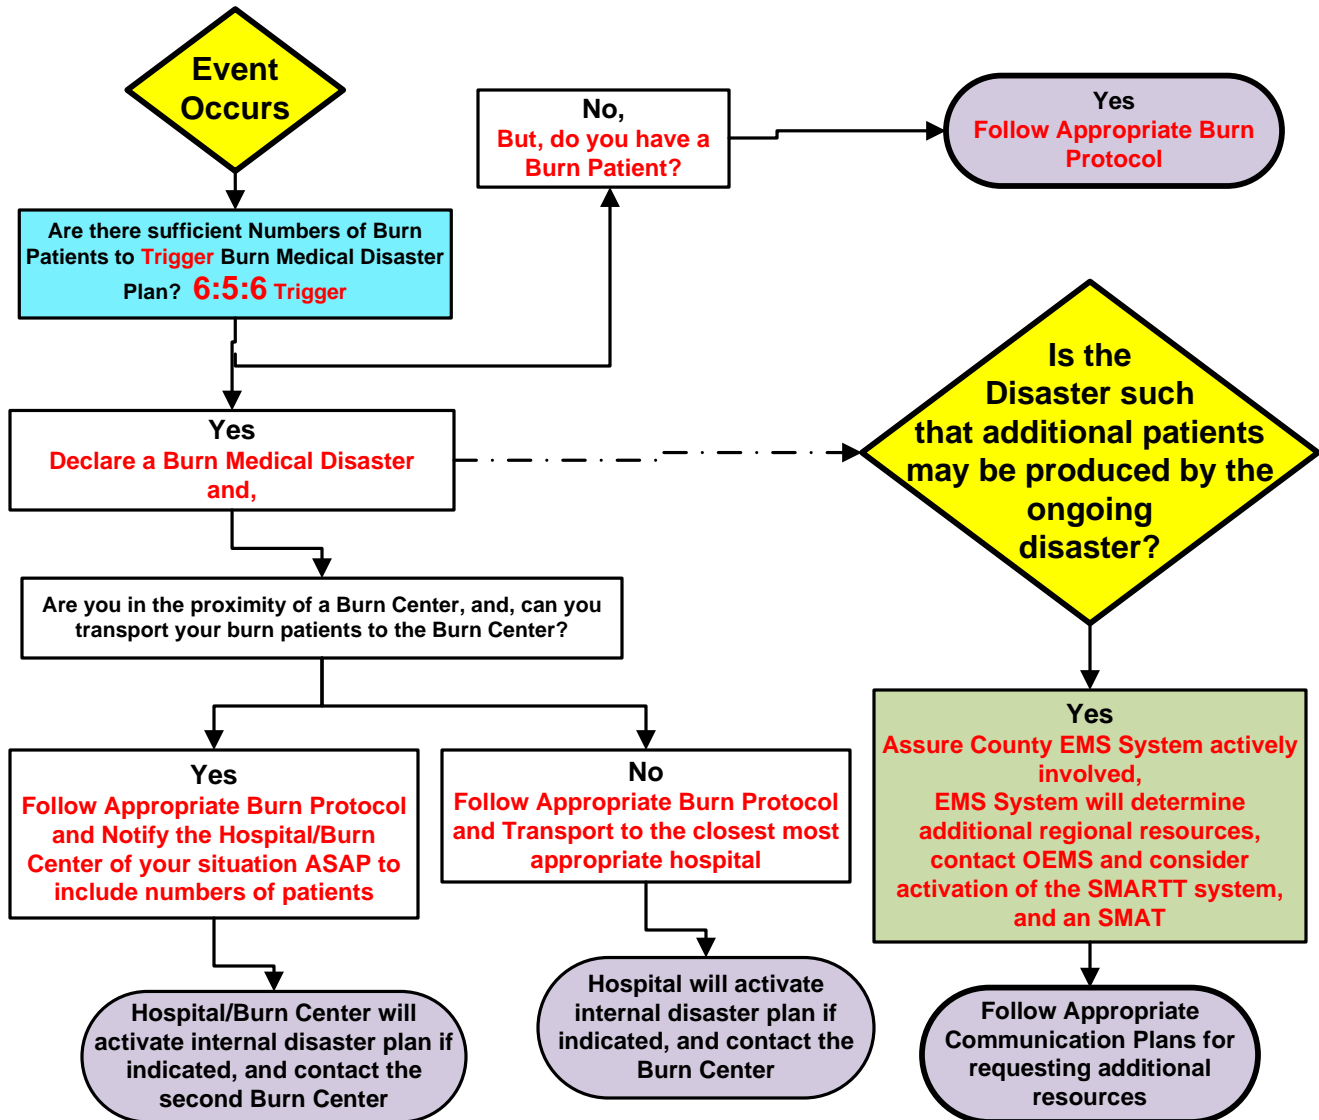 Event
Occurs
No,
But, do you have a
Burn Patient?
Yes
Follow Appropriate Burn
Protocol
Are there sufficient Numbers of Burn
Patients to Trigger Burn Medical Disaster
Plan? 6:5:6 Trigger
Yes
Declare a Burn Medical Disaster
and,
Is the
Disaster such
that additional patients
may be produced by the
ongoing
disaster?
Are you in the proximity of a Burn Center, and, can you
transport your burn patients to the Burn Center?
Yes
Follow Appropriate Burn Protocol
and Notify the Hospital/Burn
Center of your situation ASAP to
include numbers of patients
No
Follow Appropriate Burn Protocol
and Transport to the closest most
appropriate hospital
Yes
Assure County EMS System actively
involved,
EMS System will determine
additional regional resources,
contact OEMS and consider
activation of the SMARTT system,
and an SMAT
Hospital/Burn Center will
activate internal disaster plan if
indicated, and contact the
second Burn Center
Hospital will activate
internal disaster plan if
indicated, and contact the
Burn Center
Follow Appropriate
Communication Plans for
requesting additional
resources